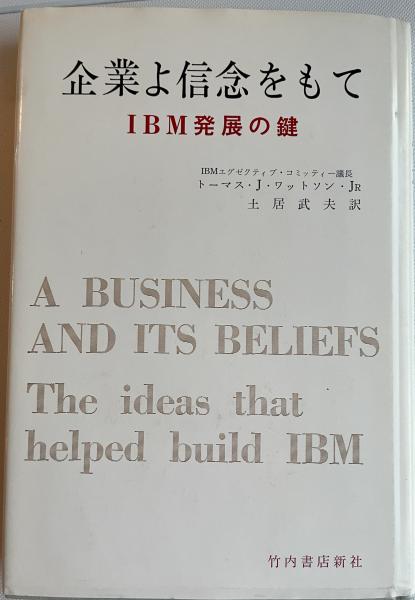 企業よ信念をもて
IBM発展の鍵
IBMエグゼクティブ・コミッティー議長
トーマス・J・ワットソン・JR
土居武夫訳
A BUSINESS
AND ITS BELIEFS
The ideas that
helped build IBM
竹内書店新社